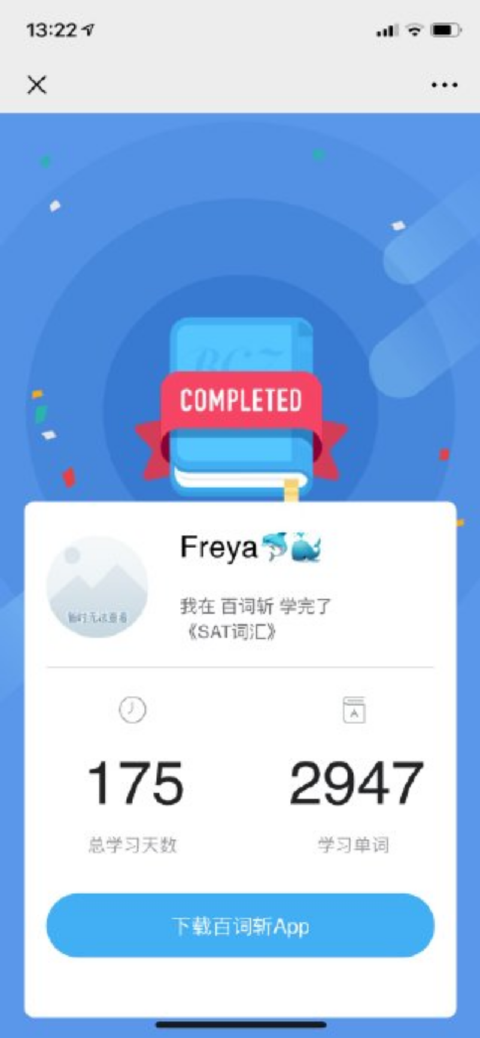 13:22
COMPLETED
Freya🐬🐳
暂时无法查看
我在 百词斩 学完了
《SAT词汇》
A
175
2947
总学习天数
学习单词
下载百词斩App